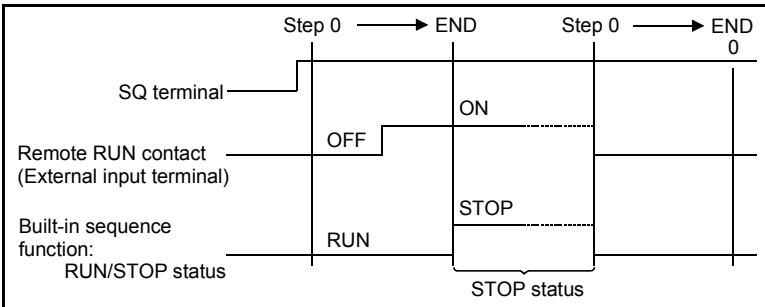 Step 0 → END
Step 0 → END
0
SQ terminal
ON
OFF
Remote RUN contact
(External input terminal)
STOP
Built-in sequence
function:
RUN/STOP status
RUN
STOP status